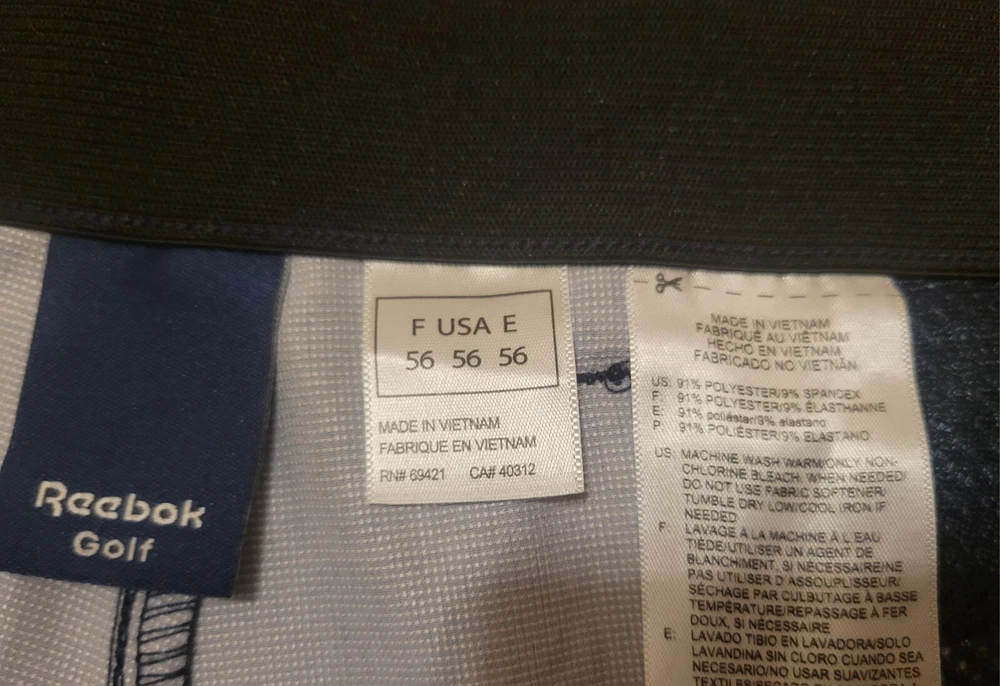 Reebok
Golf
F USA E
56 56 56
MADE IN VIETNAM
FABRIQUE EN VIETNAM
RN# 69421 CA# 40312
MADE IN VIETNAM
FABRIQUÉ AU VIÊTNAM
HECHO EN VIETNAM
FABRICADO NO VIETNÃN
US: 91% POLYESTER/9% SPANDEX
F: 91% POLYESTER/9% ÉLASTHANNE
E: 91% poliéster/9% elastano
P: 91% POLIÉSTER/9% ELASTANO
US: MACHINE WASH WARM/ONLY NON-
CHLORINE BLEACH, WHEN NEEDED/
DO NOT USE FABRIC SOFTENER/
TUMBLE DRY LOW/COOL IRON IF
NEEDED
F: LAVAGE À LA MACHINE À L EAU
TIÈDE/UTILISER UN AGENT DE
BLANCHIMENT, SI NÉCESSAIRE/NE
PAS UTILISER D'ASSOUPLISSEUR/
SÉCHAGE PAR CULBUTAGE À BASSE
TEMPÉRATURE/REPASSAGE À FER
DOUX, SI NÉCESSAIRE
E: LAVADO TIBIO EN LAVADORA/SOLO
LAVANDINA SIN CLORO CUANDO SEA
NECESARIO/NO USAR SUAVIZANTES